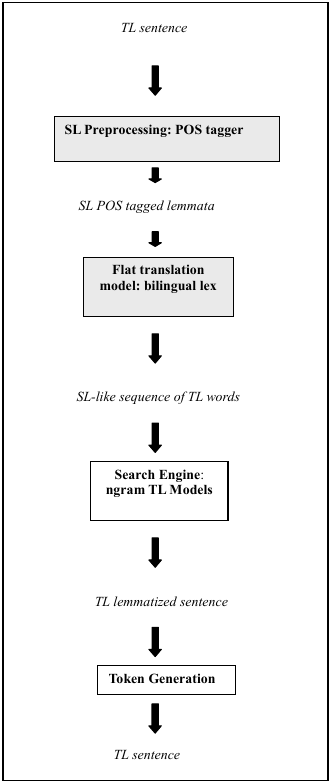 TL sentence
SL Preprocessing: POS tagger
SL POS tagged lemmata
Flat translation
model: bilingual lex
SL-like sequence of TL words
Search Engine:
ngram TL Models
TL lemmatized sentence
Token Generation
TL sentence